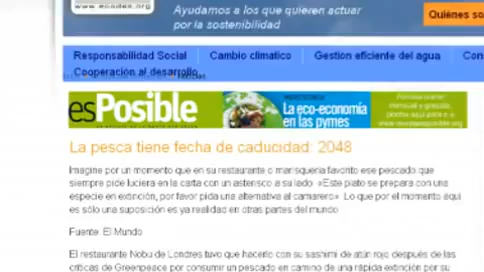 www.ecodes.org
Ayudamos a los que quieren actuar
por la sostenibilidad
Quiénes so
Responsabilidad Social Cambio climatico Gestión eficiente del agua Con
Cooperación al desarrollo
esPosible
La eco-economía
en las pymes
La pesca tiene fecha de caducidad: 2048
Imagine por un momento que en su restaurante o marisquería favorito ese pescado que
siempre pide luciera en la carta con un asterisco a su lado: «Este plato se prepara con una
especie en extinción, por favor pida una alternativa al camarero». Lo que por el momento aquí
es sólo una suposición es ya realidad en otras partes del mundo
Fuente: El Mundo
El restaurante Nobu de Londres tuvo que hacerlo con su sashimi de atún rojo después de las
críticas de Greenpeace por consumir un pescado en camino de una rápida extinción por su